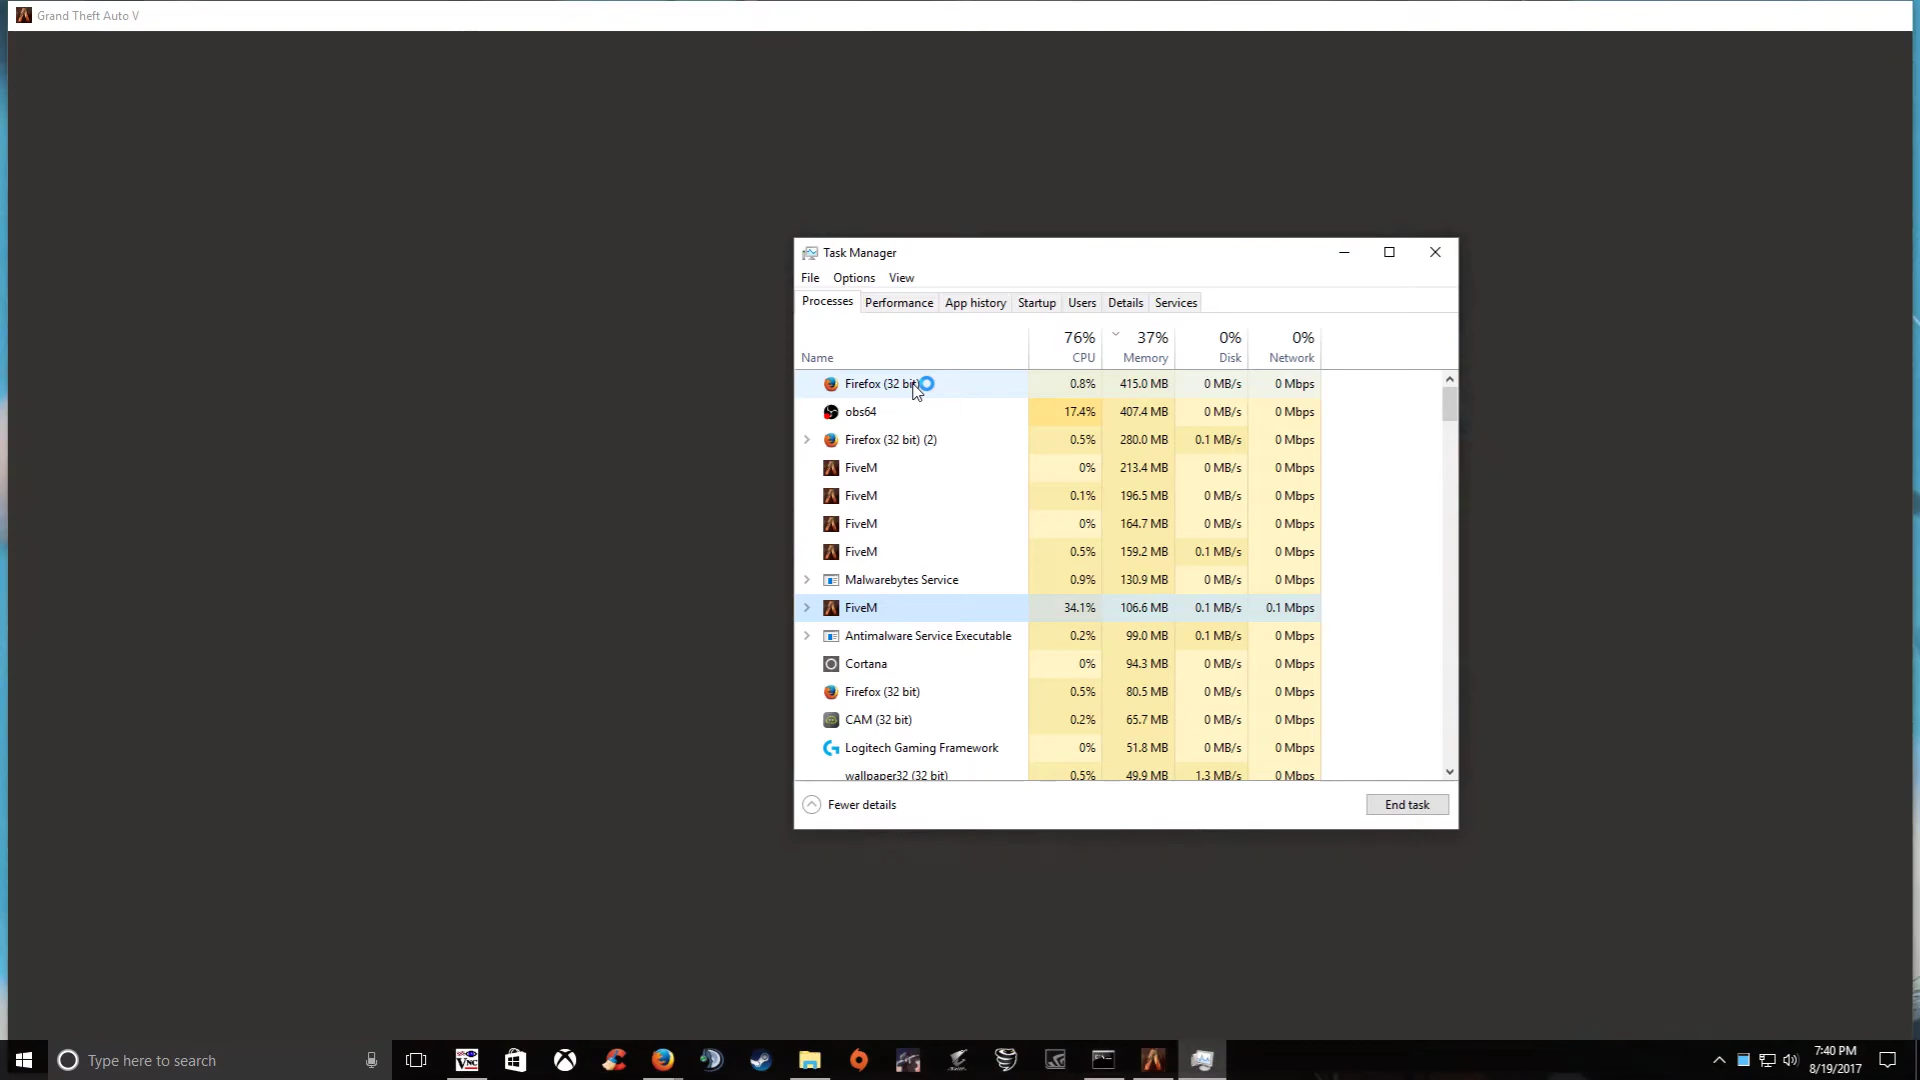 Grand Theft Auto V
Task Manager
File Options View
Processes Performance App history Startup Users Details Services
76% 37% 0% 0%
Name CPU Memory Disk Network
Firefox (32 bit) 0.8% 415.0 MB 0 MB/s 0 Mbps
obs64 17.4% 407.4 MB 0 MB/s 0 Mbps
Firefox (32 bit) (2) 0.5% 280.0 MB 0.1 MB/s 0 Mbps
FiveM 0% 213.4 MB 0 MB/s 0 Mbps
FiveM 0.1% 196.5 MB 0 MB/s 0 Mbps
FiveM 0% 164.7 MB 0 MB/s 0 Mbps
FiveM 0.5% 159.2 MB 0.1 MB/s 0 Mbps
Malwarebytes Service 0.9% 130.9 MB 0 MB/s 0 Mbps
FiveM 34.1% 106.6 MB 0.1 MB/s 0.1 Mbps
Antimalware Service Executable 0.2% 99.0 MB 0.1 MB/s 0 Mbps
Cortana 0% 94.3 MB 0 MB/s 0 Mbps
Firefox (32 bit) 0.5% 80.5 MB 0 MB/s 0 Mbps
CAM (32 bit) 0.2% 65.7 MB 0 MB/s 0 Mbps
Logitech Gaming Framework 0% 51.8 MB 0 MB/s 0 Mbps
wallpaper32 (32 bit) 0.5% 49.9 MB 1.3 MB/s 0 Mbps
Fewer details End task
Type here to search
VNC
7:40 PM
8/19/2017